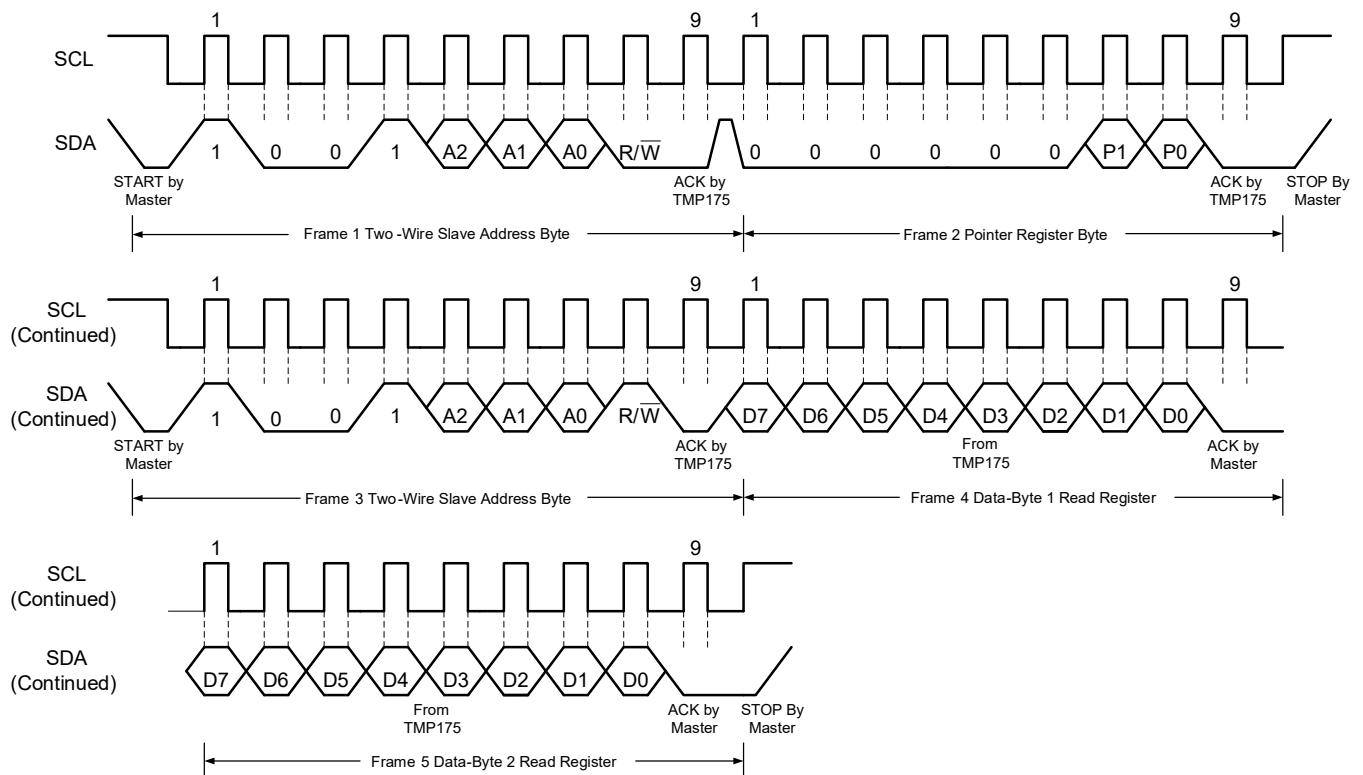 1 9 1 9
SCL
SDA
1 0 0 1 A2 A1 A0 R/W̅ 0 0 0 0 0 0 P1 P0
START by
Master
ACK by
TMP175
ACK by
TMP175
STOP By
Master
Frame 1 Two -Wire Slave Address Byte
Frame 2 Pointer Register Byte
1 9 1 9
SCL
(Continued)
SDA
(Continued)
1 0 0 1 A2 A1 A0 R/W̅ D7 D6 D5 D4 D3 D2 D1 D0
START by
Master
ACK by
TMP175
From
TMP175
ACK by
Master
Frame 3 Two-Wire Slave Address Byte
Frame 4 Data-Byte 1 Read Register
1 9
SCL
(Continued)
SDA
(Continued)
D7 D6 D5 D4 D3 D2 D1 D0
From
TMP175
ACK by
Master
STOP By
Master
Frame 5 Data-Byte 2 Read Register